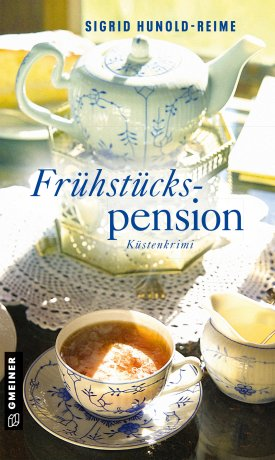 SIGRID HUNOLD-REIME
Frühstücks-
pension
Küstenkrimi
GMEINER